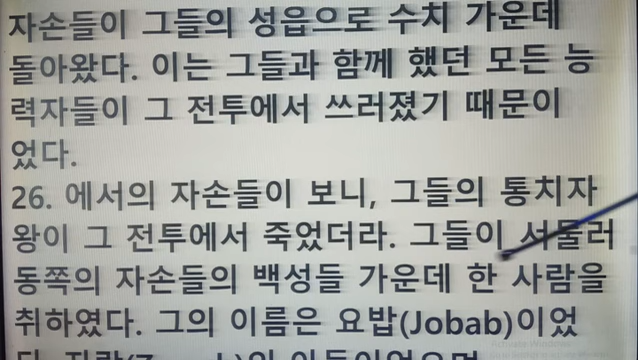 자손들이 그들의 성읍으로 수치 가운데
돌아왔다. 이는 그들과 함께 했던 모든 능
력자들이 그 전투에서 쓰러졌기 때문이
었다.
26. 에서의 자손들이 보니, 그들의 통치자
왕이 그 전투에서 죽었더라. 그들이 서둘러
동쪽의 자손들의 백성들 가운데 한 사람을
취하였다. 그의 이름은 요밥(Jobab)이었